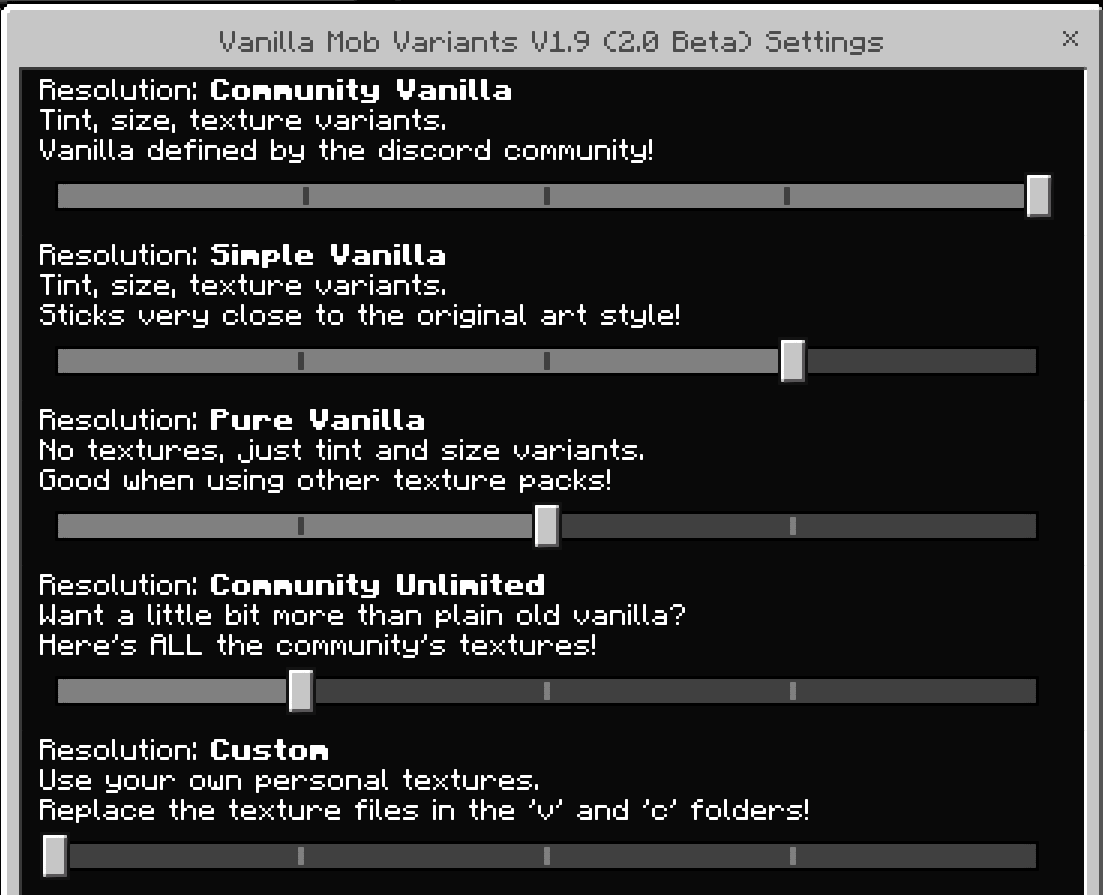 Vanilla Mob Variants V1.9 (2.0 Beta) Settings
Resolution: Community Vanilla
Tint, size, texture variants.
Vanilla defined by the discord community!
Resolution: Simple Vanilla
Tint, size, texture variants.
Sticks very close to the original art style!
Resolution: Pure Vanilla
No textures, just tint and size variants.
Good when using other texture packs!
Resolution: Community Unlimited
Want a little bit more than plain old vanilla?
Here's ALL the community's textures!
Resolution: Custom
Use your own personal textures.
Replace the texture files in the 'v' and 'c' folders!